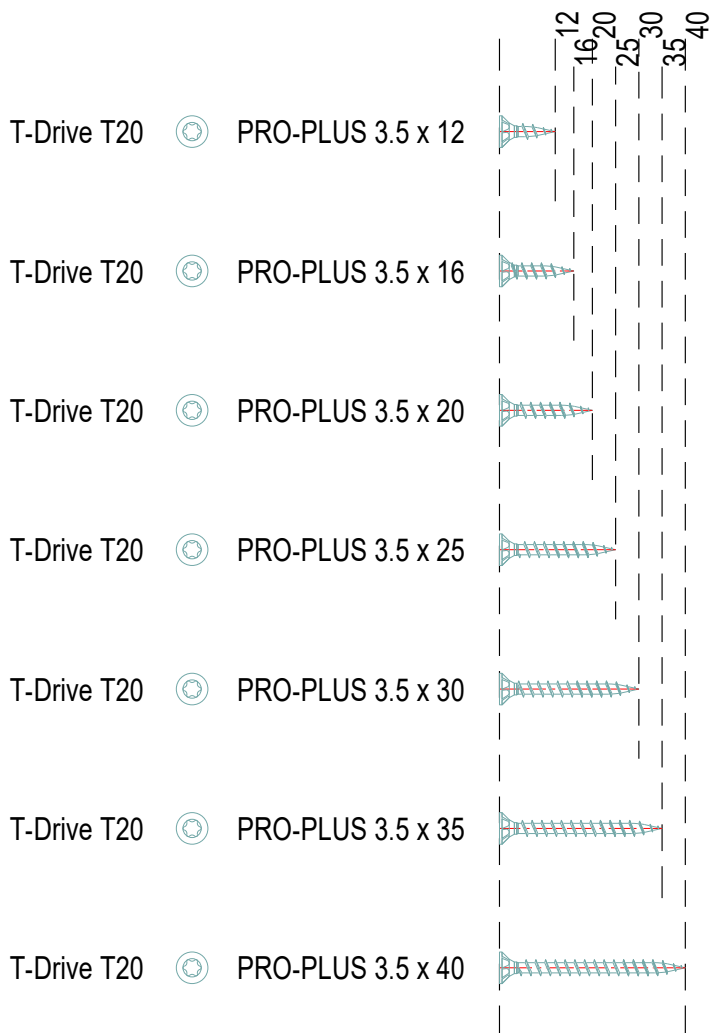 12 16 20 25 30 35 40
T-Drive T20 PRO-PLUS 3.5 x 12
T-Drive T20 PRO-PLUS 3.5 x 16
T-Drive T20 PRO-PLUS 3.5 x 20
T-Drive T20 PRO-PLUS 3.5 x 25
T-Drive T20 PRO-PLUS 3.5 x 30
T-Drive T20 PRO-PLUS 3.5 x 35
T-Drive T20 PRO-PLUS 3.5 x 40